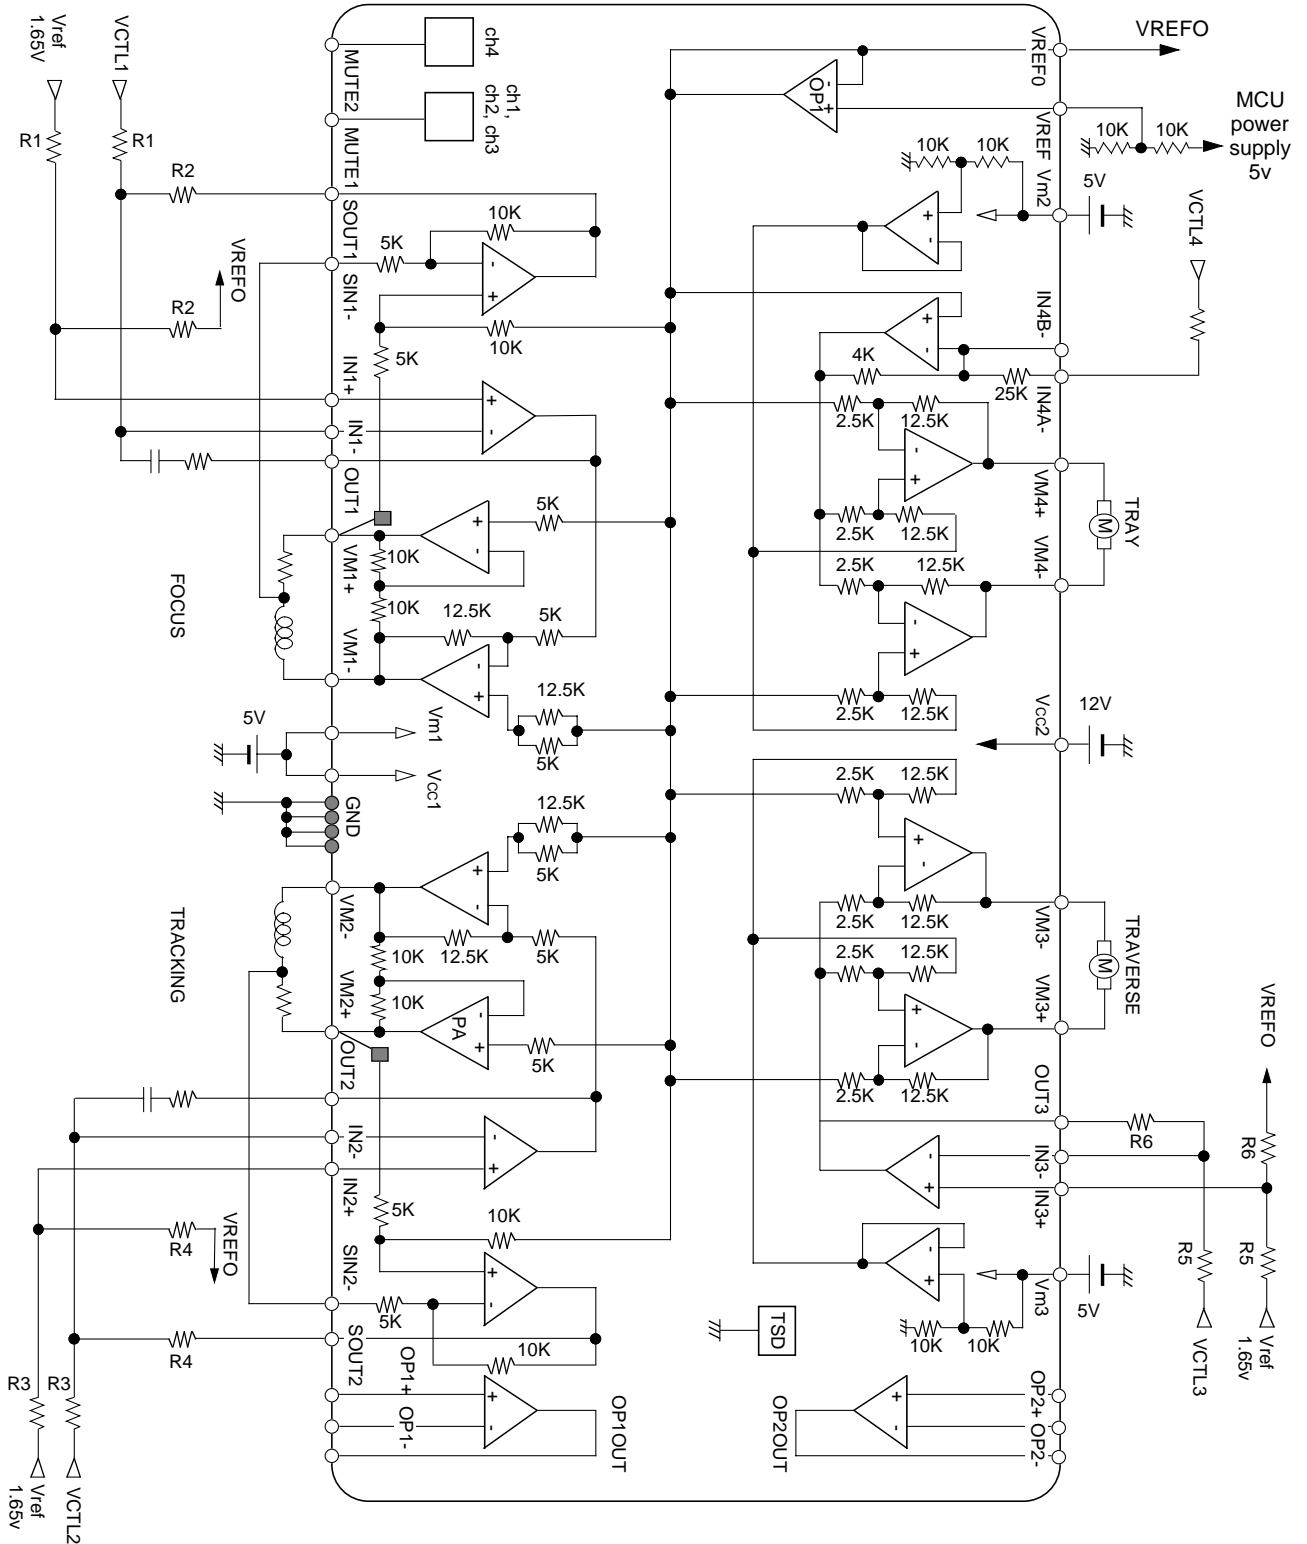 Vref
1.65V
VCTL1
R1
R1
R2
R2
VREFO
MUTE2
MUTE1
SOUT1
SIN1-
IN1+
IN1-
OUT1
VM1+
VM1-
FOCUS
5V
GND
TRACKING
VM2-
VM2+
OUT2
IN2-
IN2+
SIN2-
SOUT2
OP1+
OP1-
VREFO
R4
R4
R3
R3
Vref
1.65v
VCTL2
ch4
ch1,
ch2, ch3
10K
5K
-
+
10K
5K
+
-
5K
+
-
10K
10K
12.5K
5K
-
+
12.5K
5K
Vm1
Vcc1
12.5K
5K
+
-
10K
12.5K
5K
10K
-
+
PA
5K
-
+
5K
10K
+
-
5K
10K
+
-
OP1OUT
VREFO
VREF0
-
+
OP1
MCU
power
supply
5v
10K
10K
VREF
Vm2
10K
10K
5V
+
-
VCTL4
IN4B-
+
-
4K
25K
IN4A-
2.5K
12.5K
-
+
VM4+
TRAY
M
2.5K
12.5K
VM4-
2.5K
12.5K
-
+
2.5K
12.5K
Vcc2
12V
2.5K
12.5K
+
-
VM3-
2.5K
12.5K
TRAVERSE
M
2.5K
12.5K
+
-
VM3+
2.5K
12.5K
VREFO
OUT3
R6
R6
-
+
IN3-
IN3+
R5
R5
-
+
Vm3
5V
10K
10K
TSD
VCTL3
Vref
1.65v
+
-
OP2+
OP2-
OP2OUT